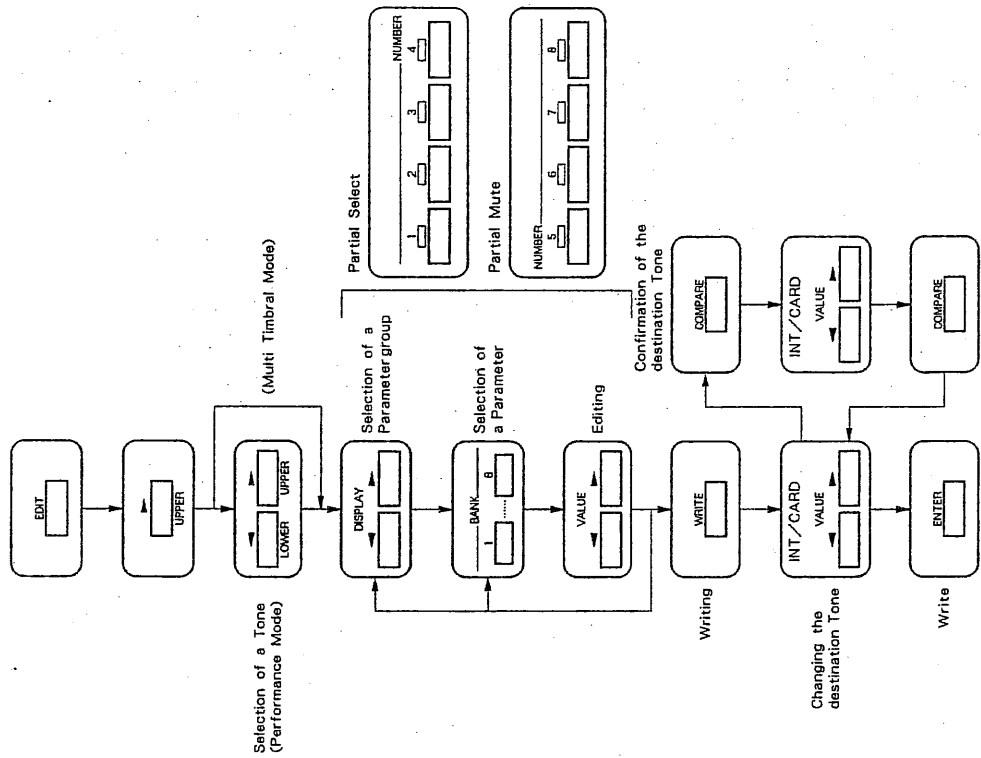 EDIT
UPPER
Selection of a Tone
(Performance Mode)
LOWER
UPPER
(Multi Timbral Mode)
DISPLAY
Selection of a
Parameter group
BANK
1 ...... 8
Selection of
a Parameter
VALUE
Editing
Partial Select
NUMBER
1 2 3 4
Partial Mute
NUMBER
5 6 7 8
Writing
WRITE
Changing the
destination Tone
INT/CARD
VALUE
Write
ENTER
Confirmation of the
destination Tone
COMPARE
INT/CARD
VALUE
COMPARE